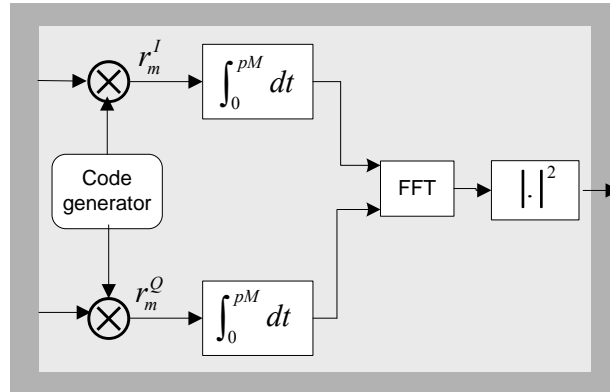 r_m^I
∫_0^{pM} dt
Code
generator
FFT
|.|^2
r_m^Q
∫_0^{pM} dt